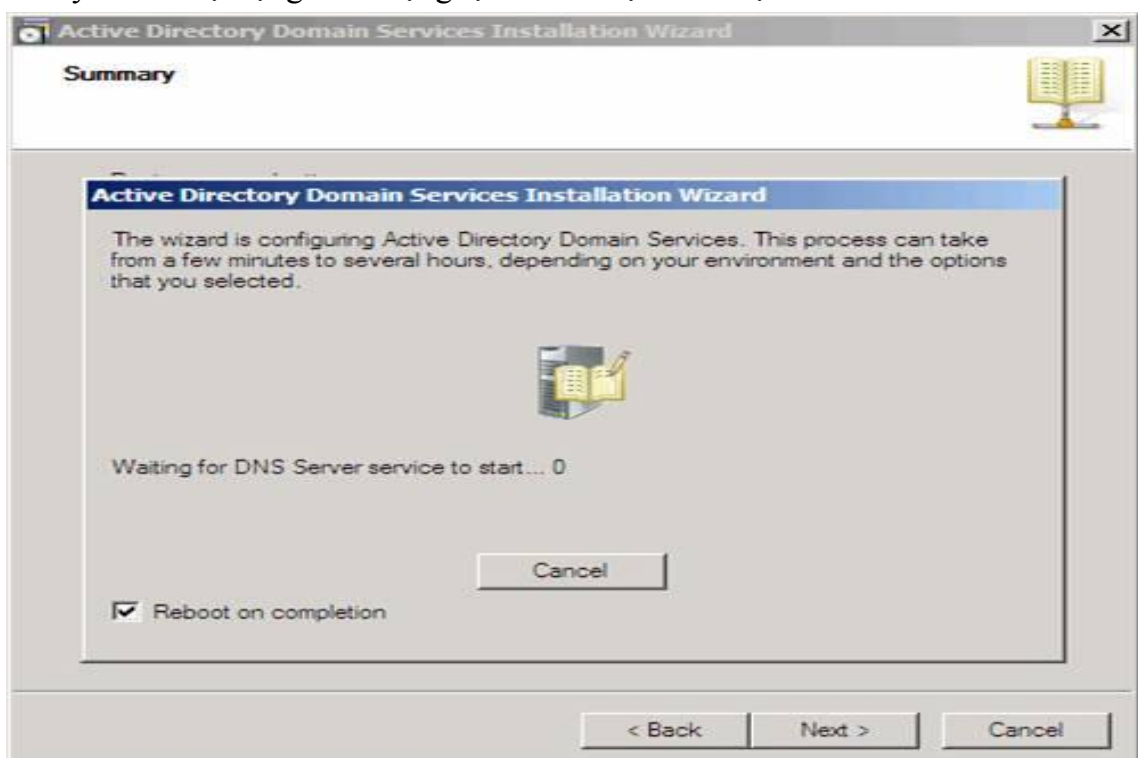 Active Directory Domain Services Installation Wizard
Summary
Active Directory Domain Services Installation Wizard
The wizard is configuring Active Directory Domain Services. This process can take
from a few minutes to several hours, depending on your environment and the options
that you selected.
Waiting for DNS Server service to start... 0
Cancel
Reboot on completion
< Back
Next >
Cancel